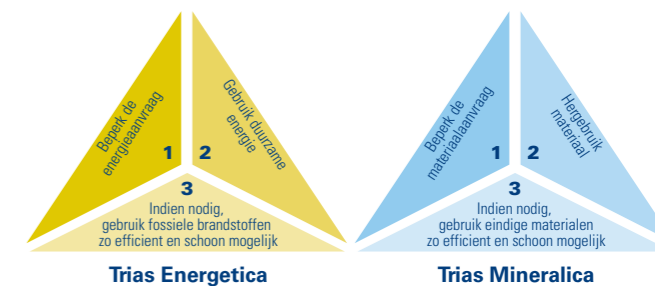 Beperk de
energieaanvraag
1
2
Gebruik duurzame
energie
3
Indien nodig,
gebruik fossiele brandstoffen
zo efficient en schoon mogelijk
Trias Energetica
Beperk de
materiaalaanvraag
1
2
Hergebruik
materiaal
3
Indien nodig,
gebruik eindige materialen
zo efficient en schoon mogelijk
Trias Mineralica